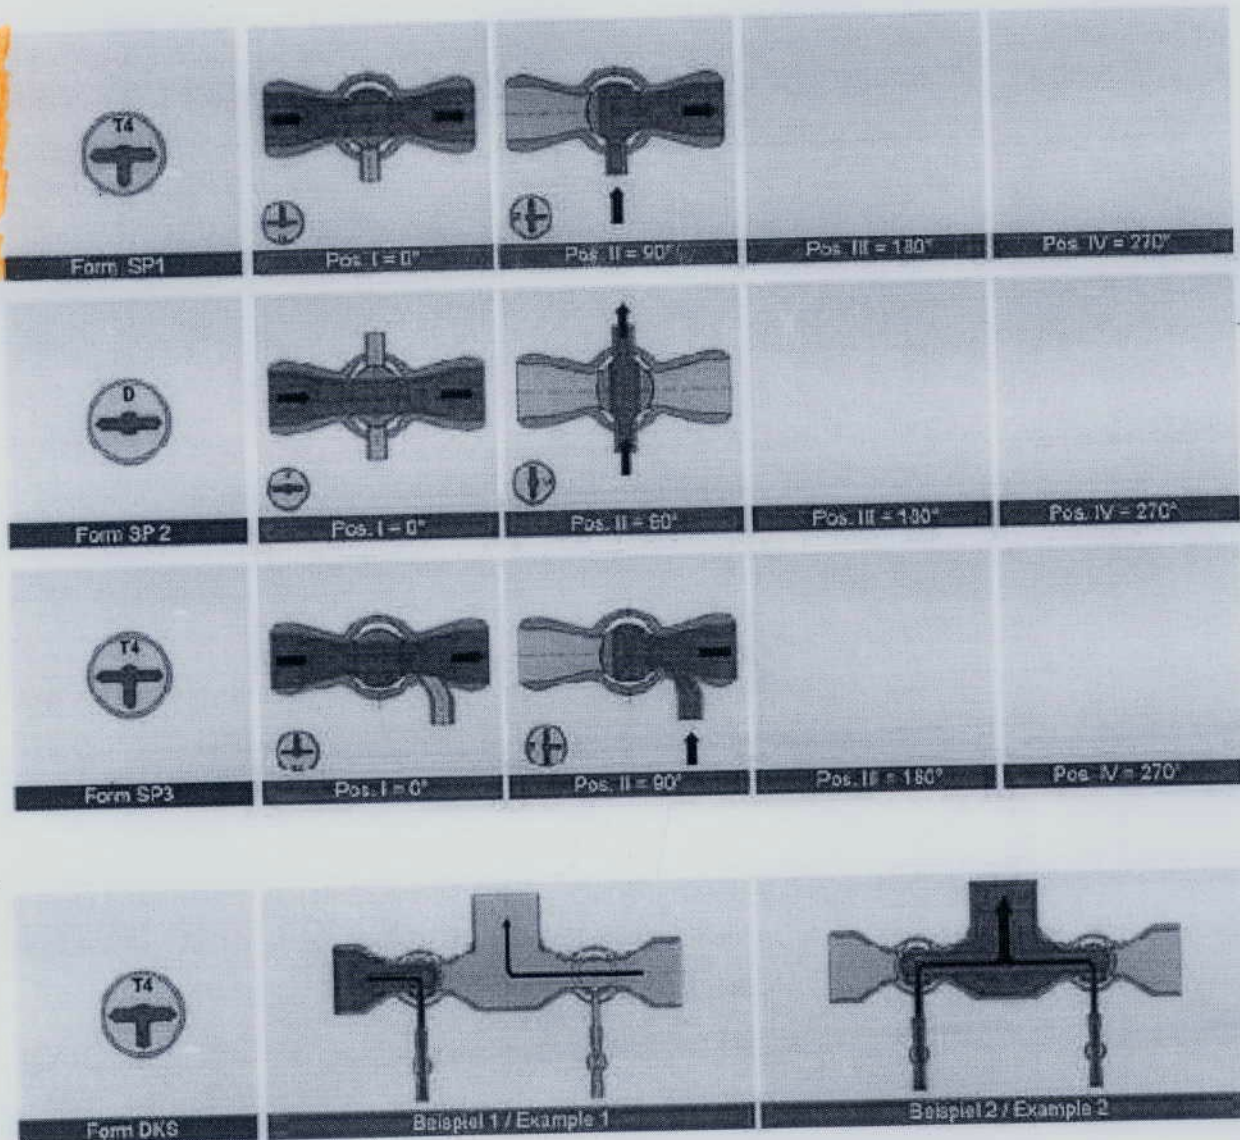 T4
Form SP1
Pos. I = 0°
Pos. II = 90°
Pos. III = 180°
Pos. IV = 270°
D
Form SP 2
Pos. I = 0°
Pos. II = 90°
Pos. III = 180°
Pos. IV = 270°
T4
Form SP3
Pos. I = 0°
Pos. II = 90°
Pos. III = 180°
Pos. IV = 270°
T4
Form DKS
Beispiel 1 / Example 1
Beispiel 2 / Example 2